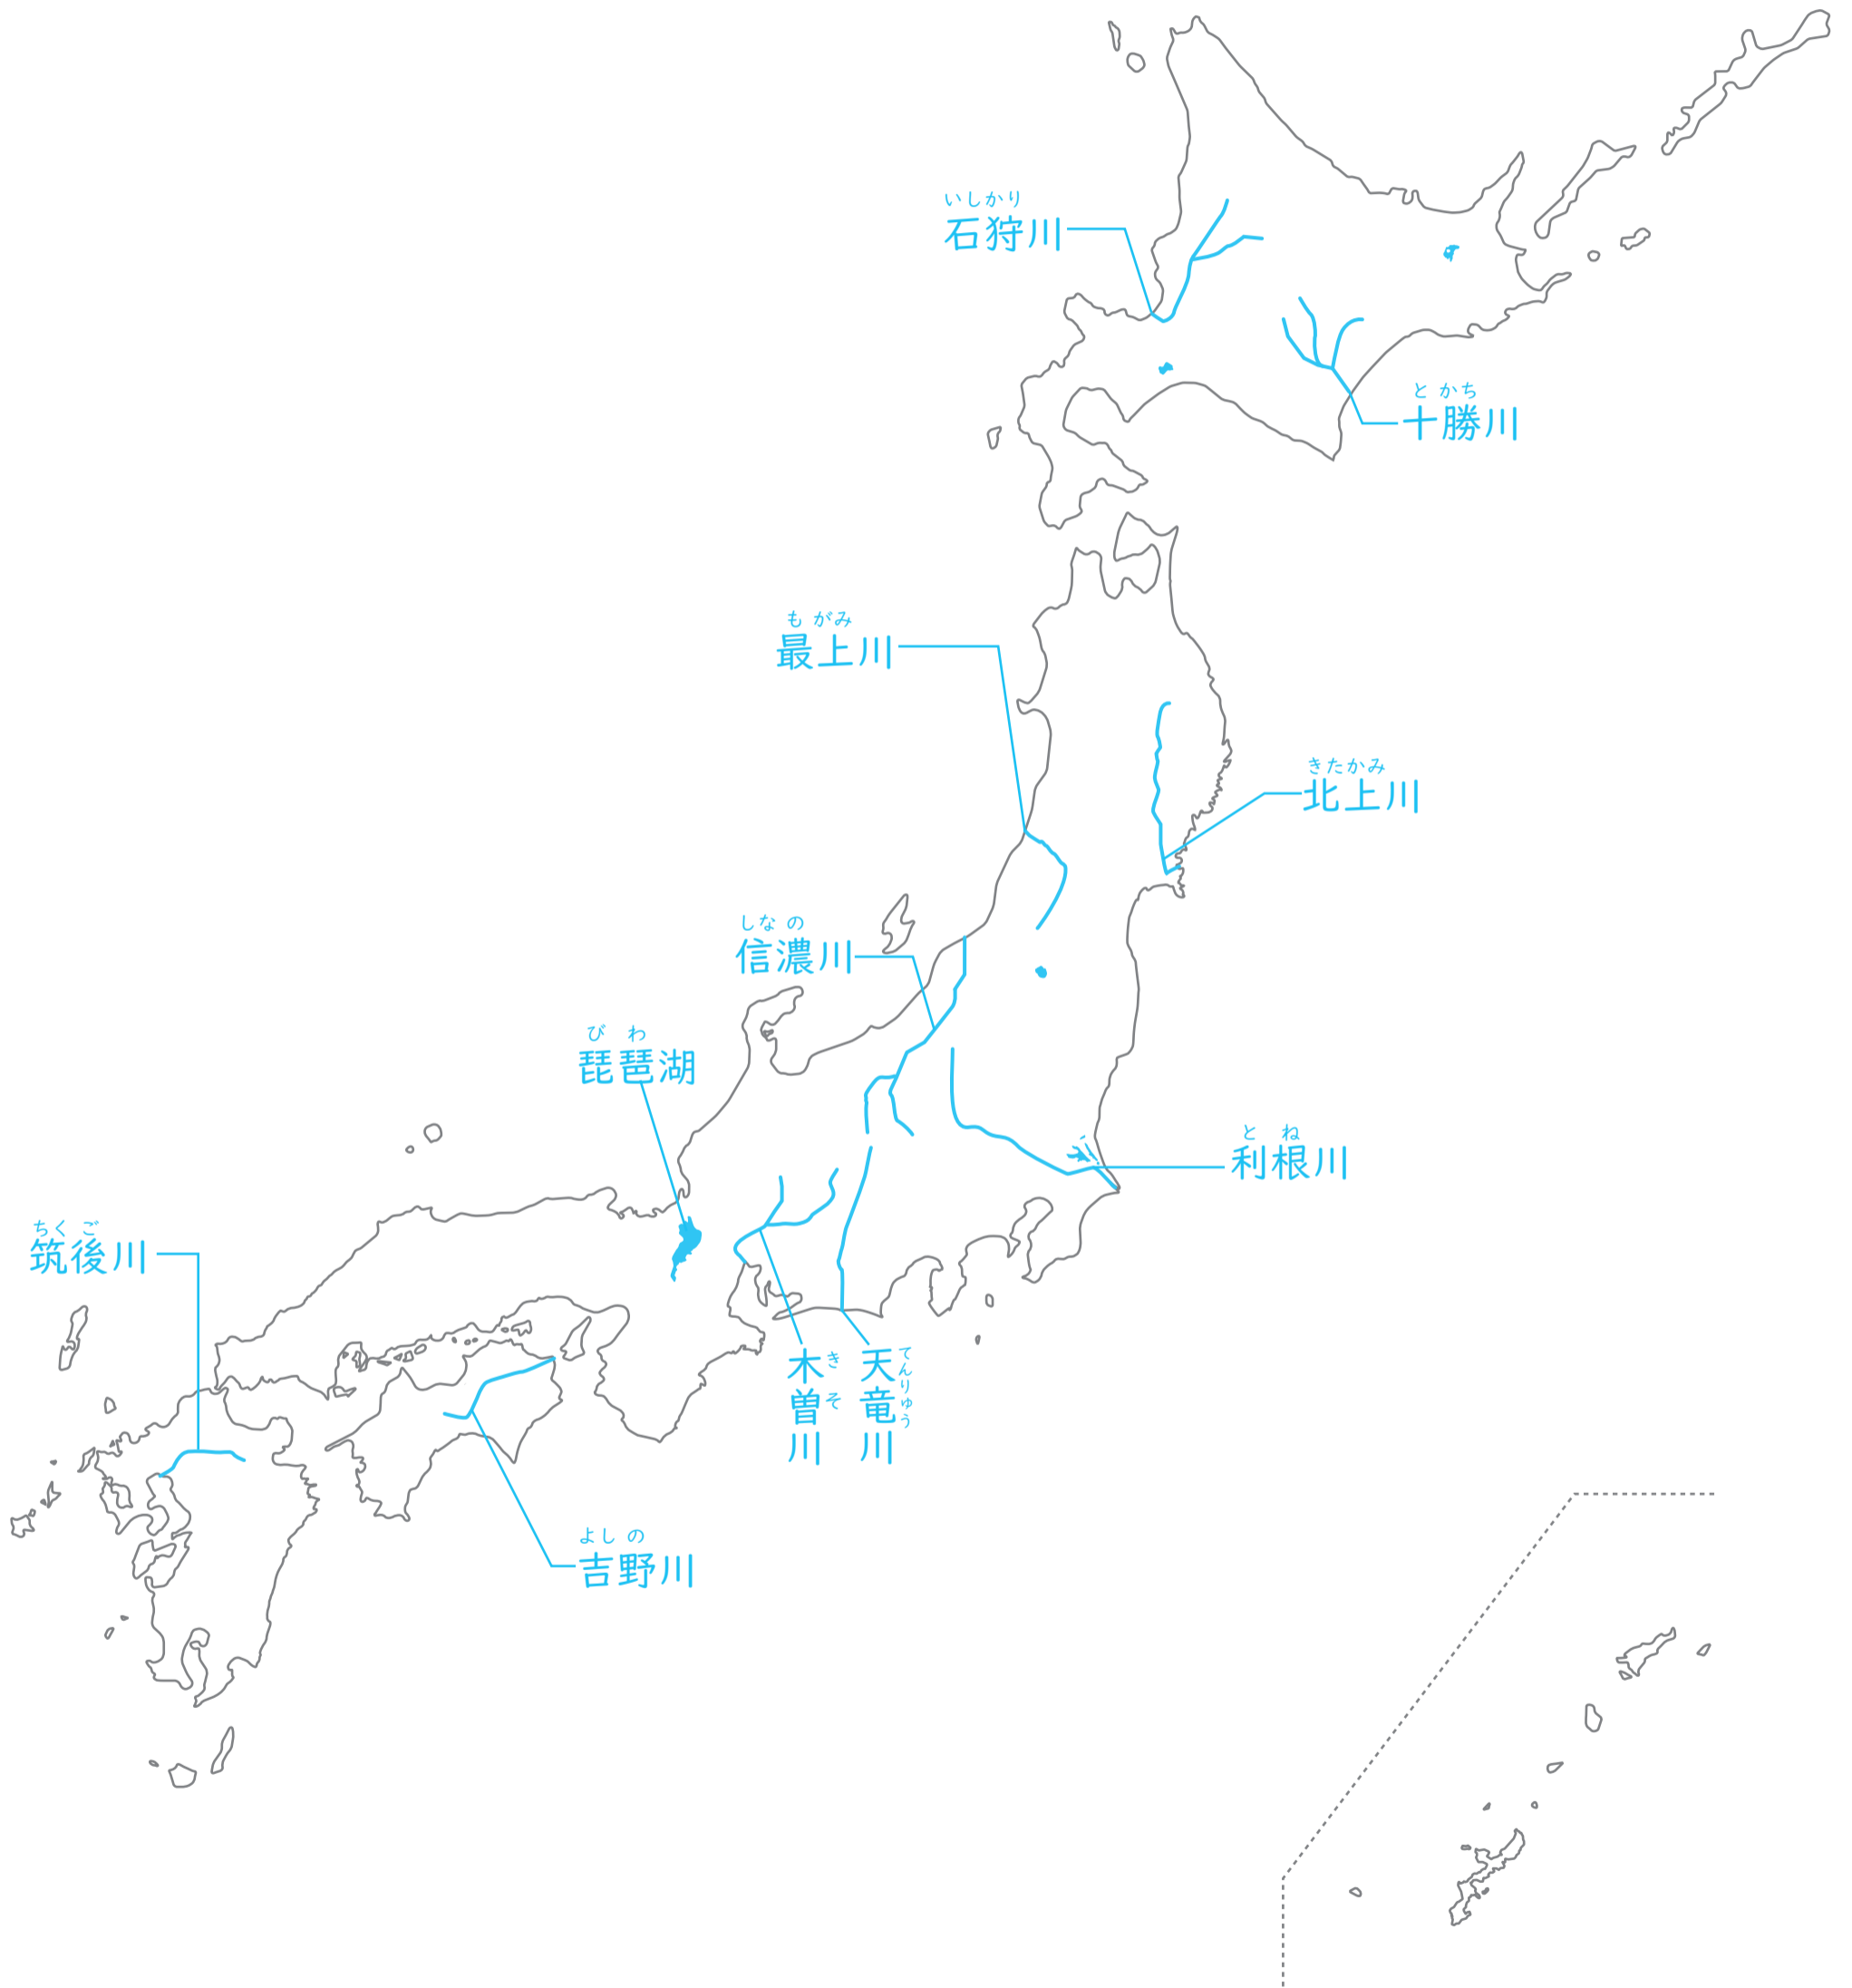 いしかり
石狩川
とかち
十勝川
もがみ
最上川
きたかみ
北上川
しなの
信濃川
びわ
琵琶湖
とね
利根川
ちくご
筑後川
木曽川
きそ
天竜川
てんりゅう
よしの
吉野川